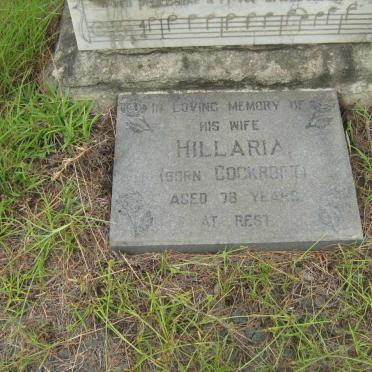 IN LOVING MEMORY OF
HIS WIFE
HILLARIA
(BORN COCKROFT)
AGED 78 YEARS
AT REST